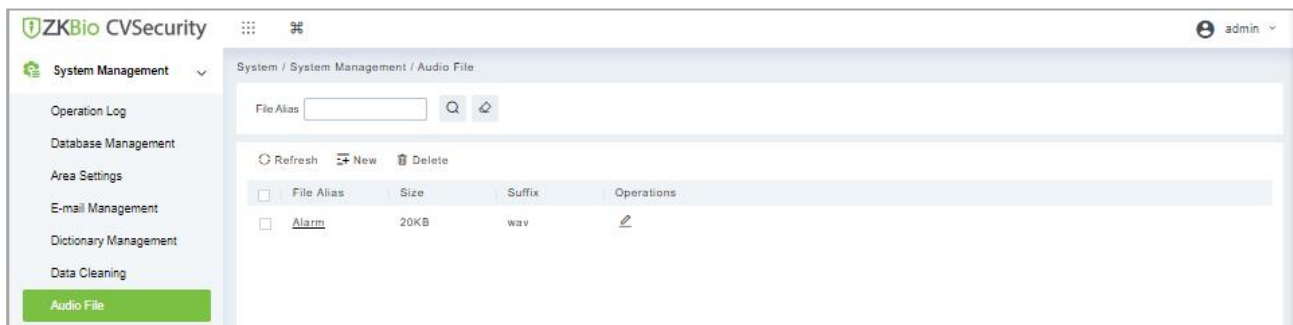 ZKBio CVSecurity
admin
System Management
System / System Management / Audio File
Operation Log
File Alias
Database Management
Refresh New Delete
Area Settings
File Alias Size Suffix Operations
E-mail Management
Alarm 20KB wav
Dictionary Management
Data Cleaning
Audio File